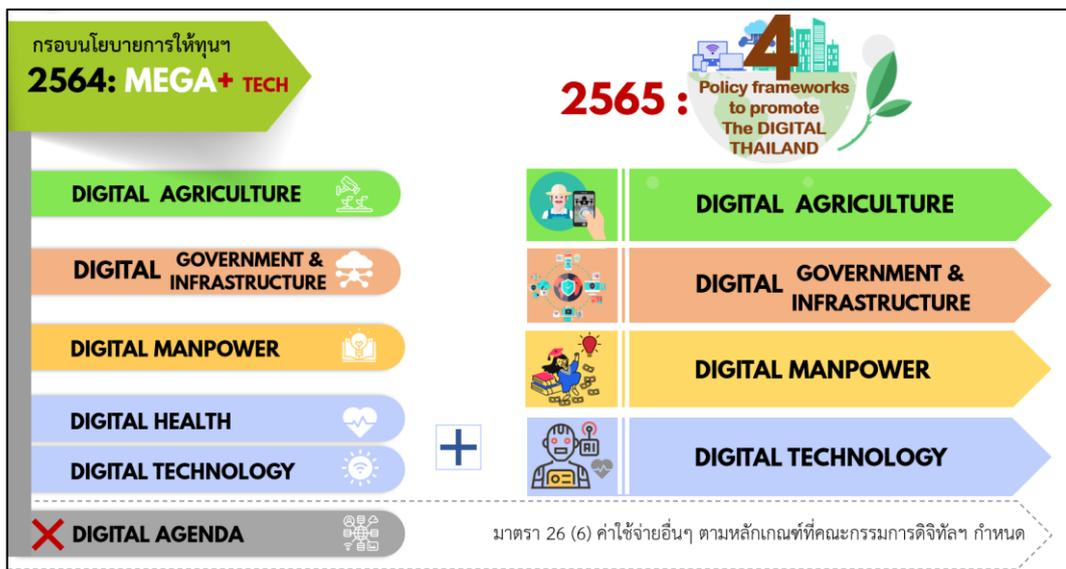 กรอบนโยบายการให้ทุนฯ
2564: MEGA+ TECH
DIGITAL AGRICULTURE
DIGITAL GOVERNMENT &
INFRASTRUCTURE
DIGITAL MANPOWER
DIGITAL HEALTH
DIGITAL TECHNOLOGY
DIGITAL AGENDA
2565 :
4
Policy frameworks
to promote
The DIGITAL
THAILAND
DIGITAL AGRICULTURE
DIGITAL GOVERNMENT &
INFRASTRUCTURE
DIGITAL MANPOWER
AI
DIGITAL TECHNOLOGY
มาตรา 26 (6) ค่าใช้จ่ายอื่นๆ ตามหลักเกณฑ์ที่คณะกรรมการดิจิทัลฯ กำหนด